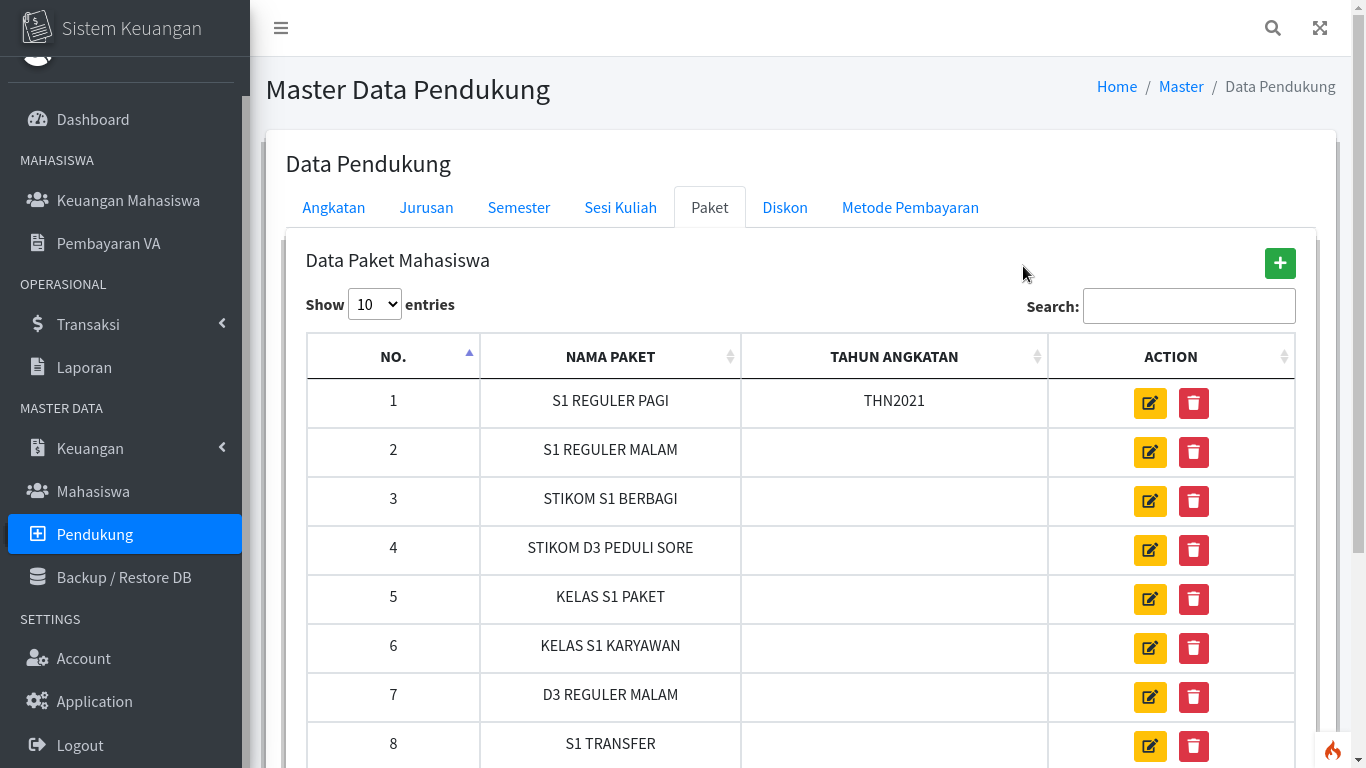 Sistem Keuangan
Dashboard
MAHASISWA
Keuangan Mahasiswa
Pembayaran VA
OPERASIONAL
Transaksi
Laporan
MASTER DATA
Keuangan
Mahasiswa
Pendukung
Backup / Restore DB
SETTINGS
Account
Application
Logout
Master Data Pendukung
Home / Master / Data Pendukung
Data Pendukung
Angkatan Jurusan Semester Sesi Kuliah Paket Diskon Metode Pembayaran
Data Paket Mahasiswa
Show 10 entries
Search:
NO. NAMA PAKET TAHUN ANGKATAN ACTION
1 S1 REGULER PAGI THN2021
2 S1 REGULER MALAM
3 STIKOM S1 BERBAGI
4 STIKOM D3 PEDULI SORE
5 KELAS S1 PAKET
6 KELAS S1 KARYAWAN
7 D3 REGULER MALAM
8 S1 TRANSFER